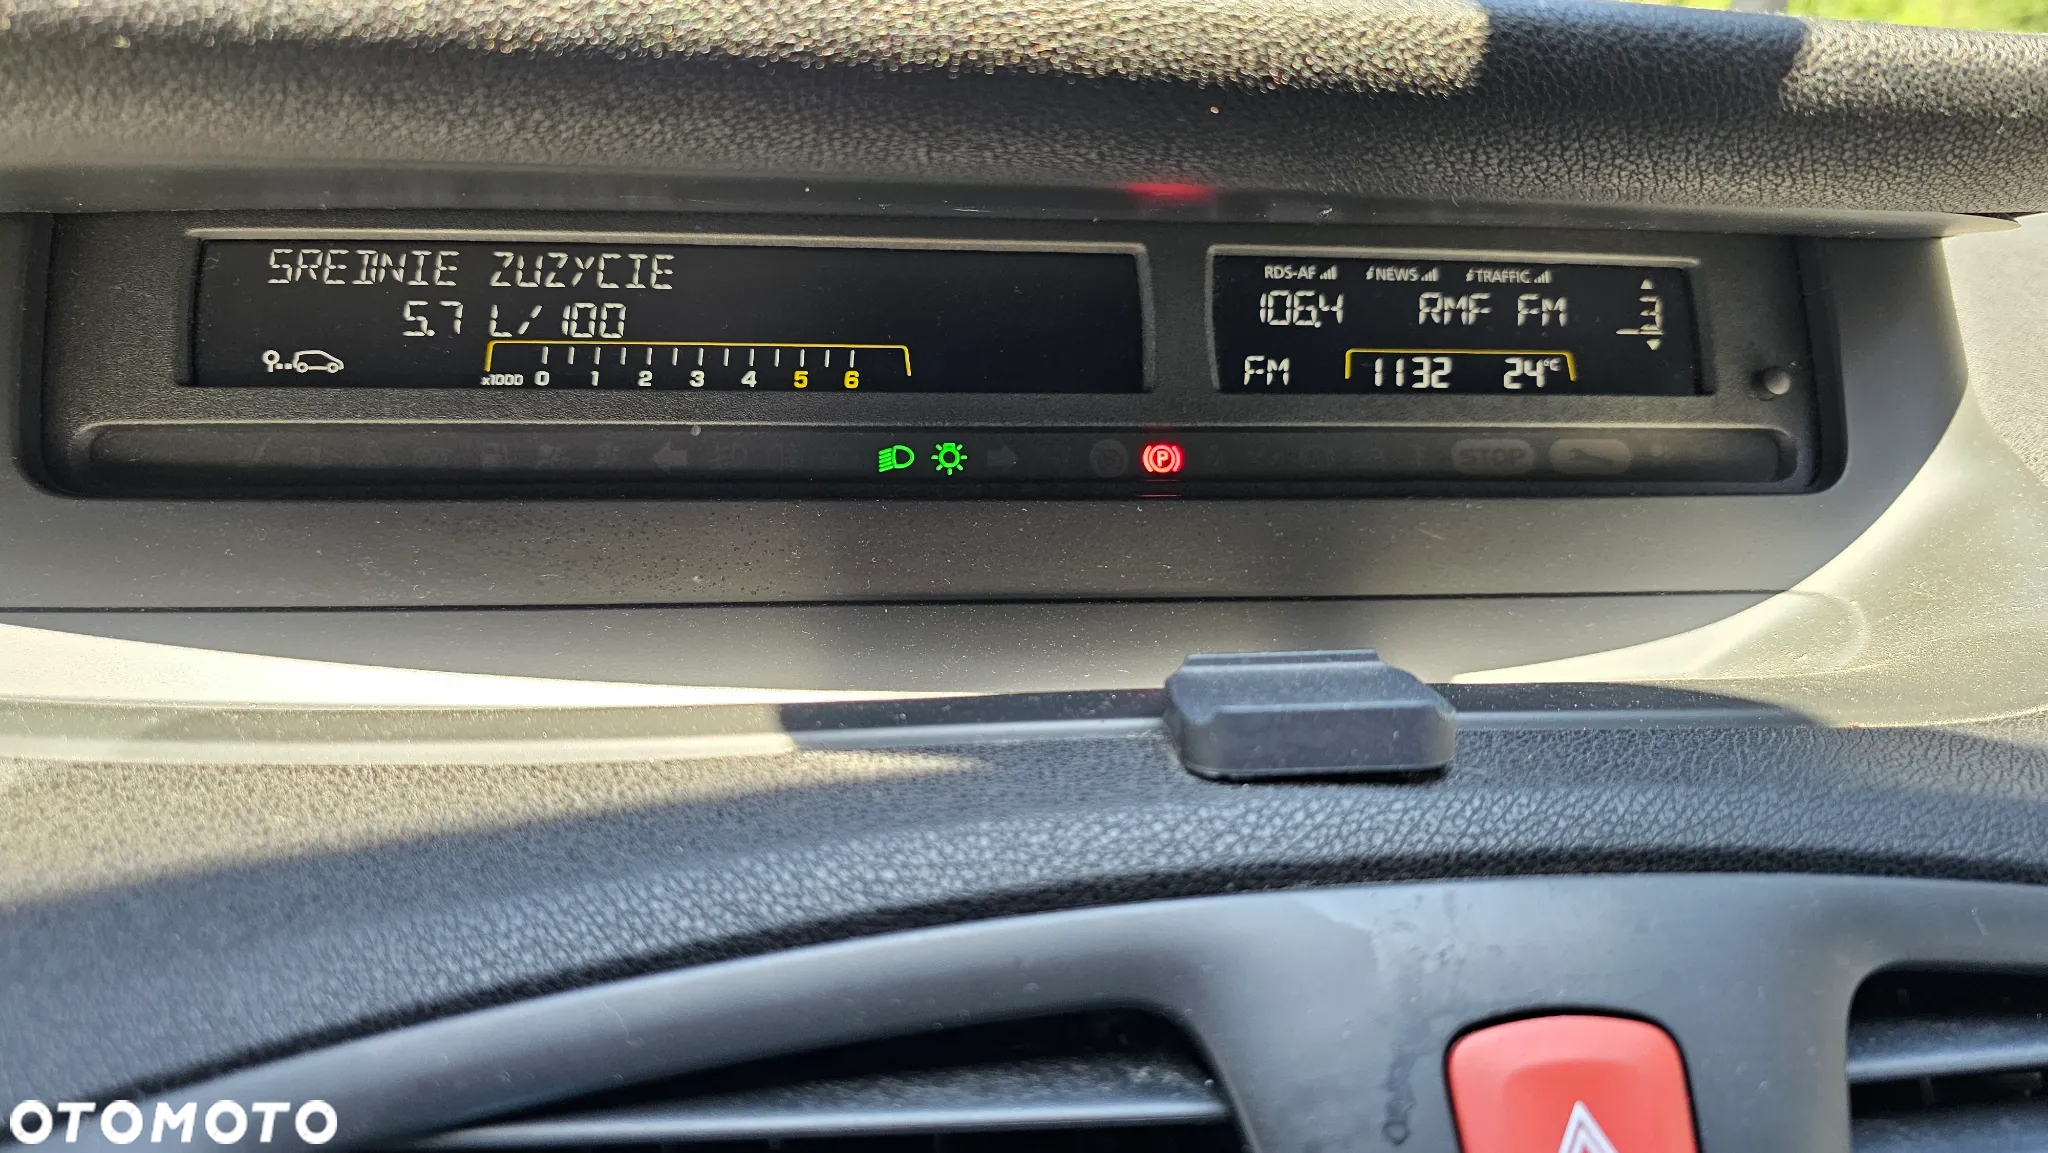 SREDNIE ZUZYCIE
5.7 L/100
x1000 0 1 2 3 4 5 6
RDS-AF NEWS TRAFFIC
106.4 RMF FM 3
FM 1132 24°C
P STOP
OTOMOTO